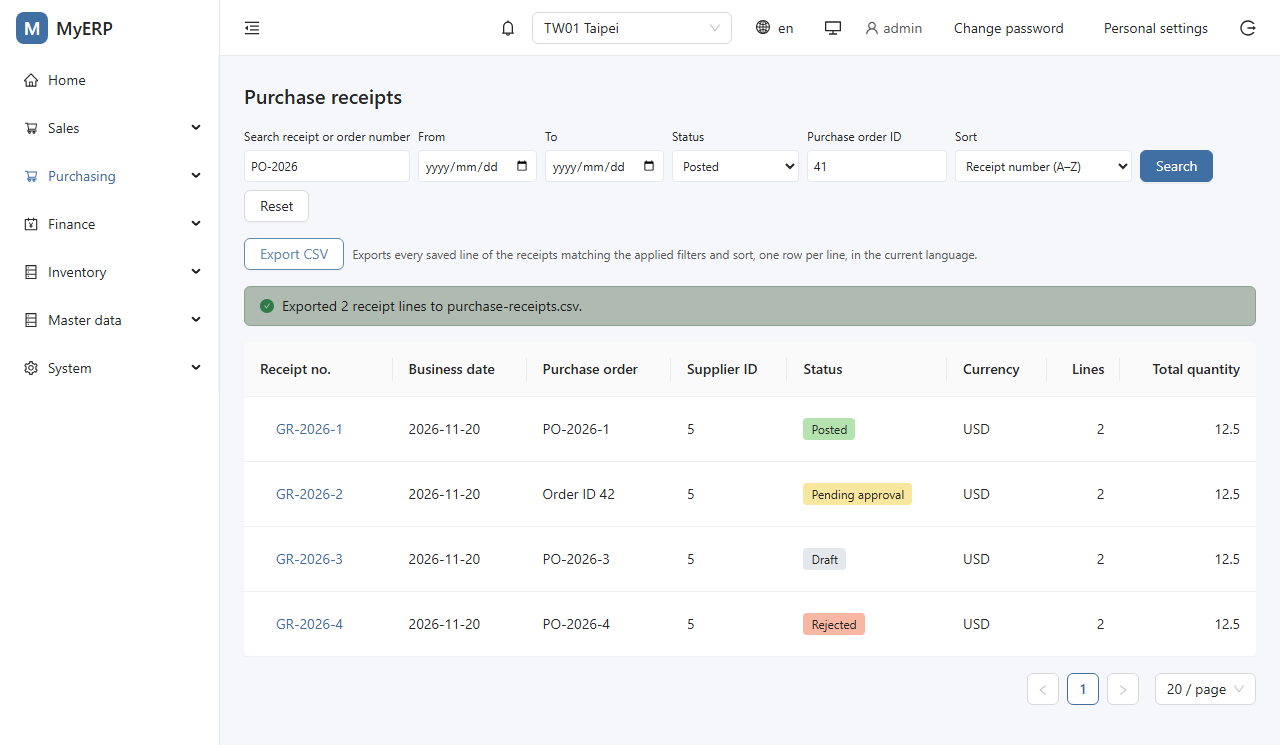 M MyERP
TW01 Taipei
en
admin
Change password
Personal settings
Home
Sales
Purchasing
Finance
Inventory
Master data
System
Purchase receipts
Search receipt or order number From To Status Purchase order ID Sort
PO-2026 yyyy/mm/dd yyyy/mm/dd Posted 41 Receipt number (A–Z) Search
Reset
Export CSV Exports every saved line of the receipts matching the applied filters and sort, one row per line, in the current language.
Exported 2 receipt lines to purchase-receipts.csv.
Receipt no. Business date Purchase order Supplier ID Status Currency Lines Total quantity
GR-2026-1 2026-11-20 PO-2026-1 5 Posted USD 2 12.5
GR-2026-2 2026-11-20 Order ID 42 5 Pending approval USD 2 12.5
GR-2026-3 2026-11-20 PO-2026-3 5 Draft USD 2 12.5
GR-2026-4 2026-11-20 PO-2026-4 5 Rejected USD 2 12.5
< 1 > 20 / page